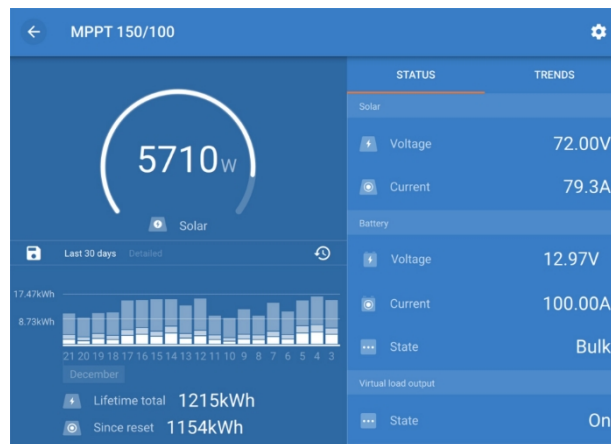 MPPT 150/100
STATUS TRENDS
5710W
Solar
Solar
Voltage 72.00V
Current 79.3A
Battery
Voltage 12.97V
Current 100.00A
State Bulk
Virtual load output
State On
Last 30 days Detailed
17.47kWh
8.73kWh
21 20 19 18 17 16 15 14 13 12 11 10 9 8 7 6 5 4 3
December
Lifetime total 1215kWh
Since reset 1154kWh